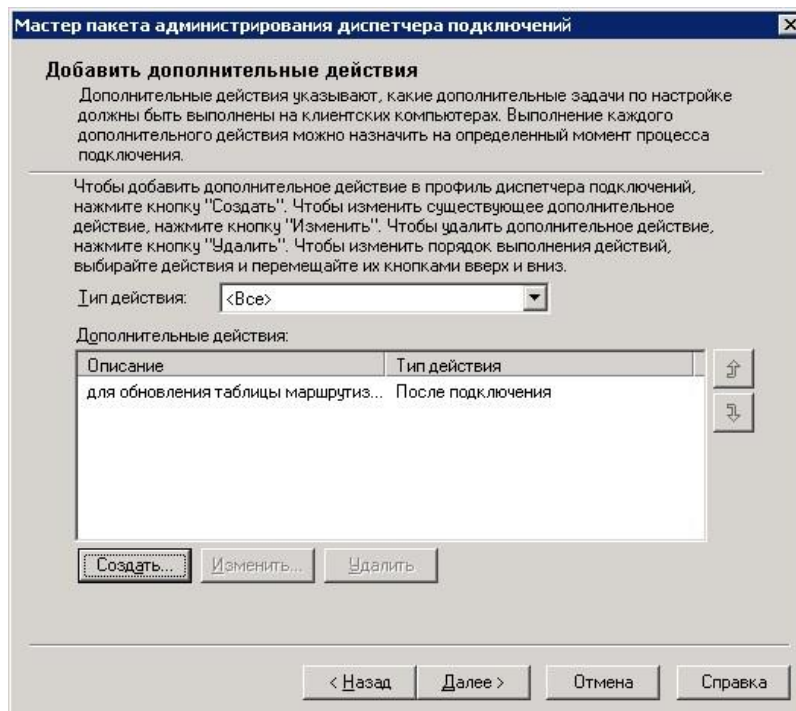 Мастер пакета администрирования диспетчера подключений
Добавить дополнительные действия
Дополнительные действия указывают, какие дополнительные задачи по настройке
должны быть выполнены на клиентских компьютерах. Выполнение каждого
дополнительного действия можно назначить на определенный момент процесса
подключения.
Чтобы добавить дополнительное действие в профиль диспетчера подключений,
нажмите кнопку "Создать". Чтобы изменить существующее дополнительное
действие, нажмите кнопку "Изменить". Чтобы удалить дополнительное действие,
нажмите кнопку "Удалить". Чтобы изменить порядок выполнения действий,
выбирайте действия и перемещайте их кнопками вверх и вниз.
Тип действия: <Все>
Дополнительные действия:
Описание Тип действия
для обновления таблицы маршрутиз... После подключения
Создать... Изменить... Удалить
< Назад Далее > Отмена Справка